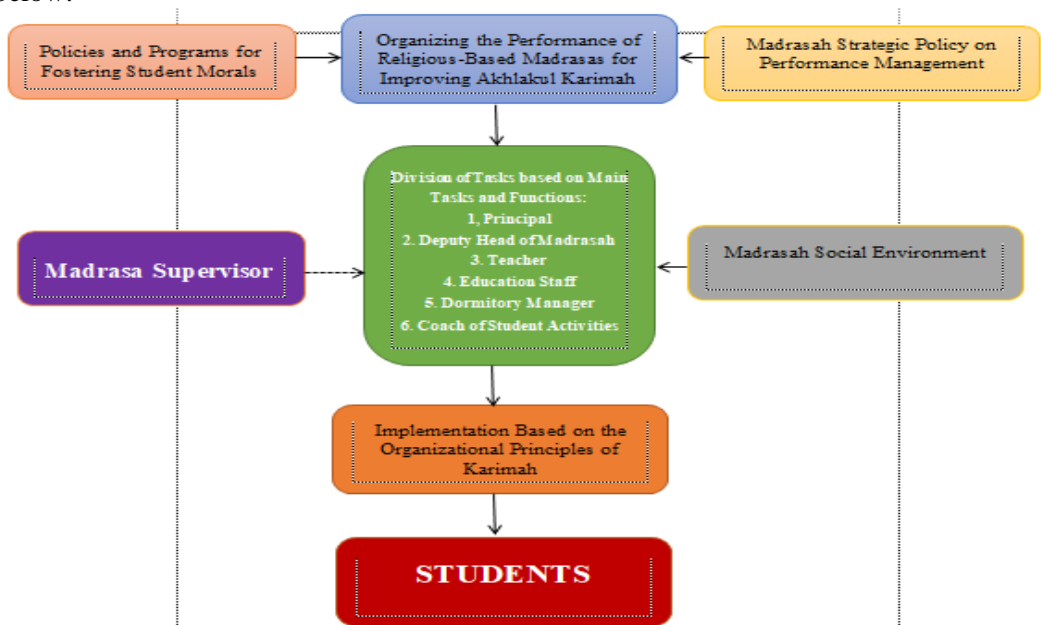 Policies and Programs for
Fostering Student Morals
Organizing the Performance of
Religious-Based Madrasas for
Improving Akhlakul Karimah
Madrasah Strategic Policy on
Performance Management
Division of Tasks based on Main
Tasks and Functions:
1, Principal
2. Deputy Head of Madrasah
3. Teacher
4. Education Staff
5. Dormitory Manager
6. Coach of Student Activities
Madrasa Supervisor
Madrasah Social Environment
Implementation Based on the
Organizational Principles of
Karimah
STUDENTS